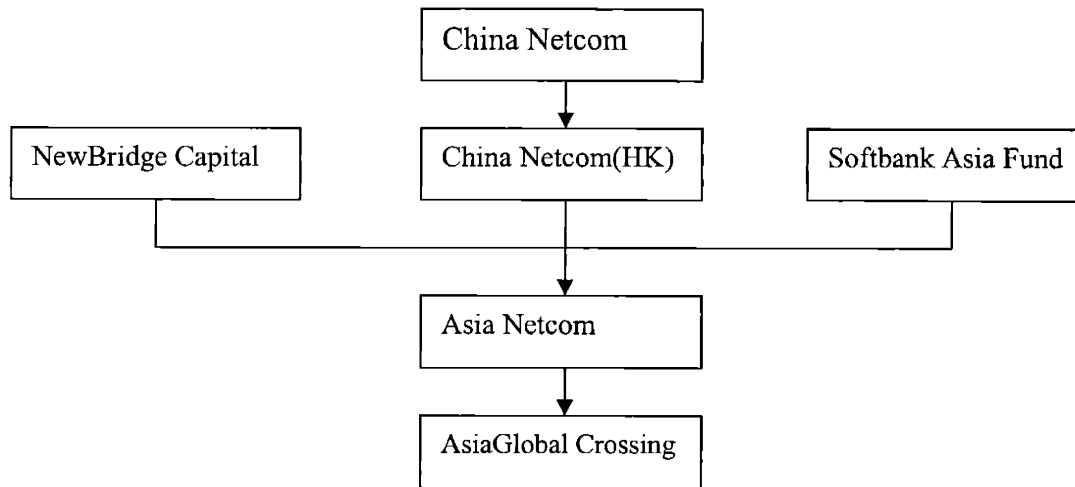 China Netcom
NewBridge Capital
China Netcom(HK)
Softbank Asia Fund
Asia Netcom
AsiaGlobal Crossing